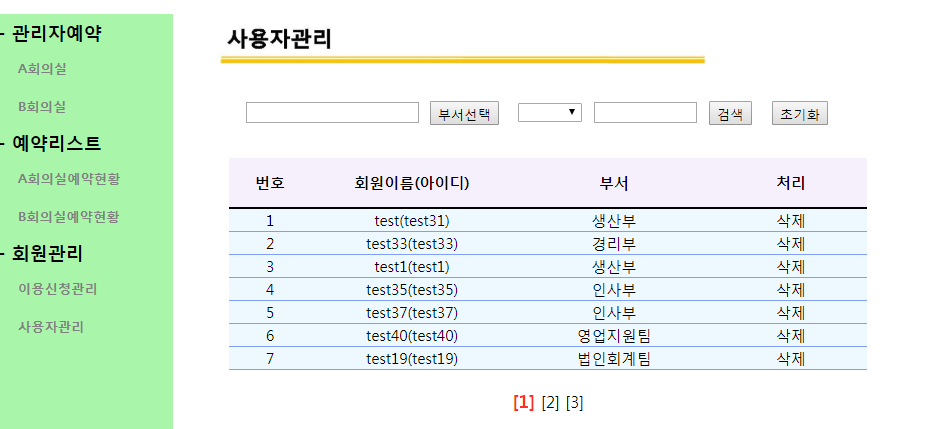 - 관리자예약
A회의실
B회의실
- 예약리스트
A회의실예약현황
B회의실예약현황
- 회원관리
이용신청관리
사용자관리
사용자관리
부서선택 검색 초기화
번호 회원이름(아이디) 부서 처리
1 test(test31) 생산부 삭제
2 test33(test33) 경리부 삭제
3 test1(test1) 생산부 삭제
4 test35(test35) 인사부 삭제
5 test37(test37) 인사부 삭제
6 test40(test40) 영업지원팀 삭제
7 test19(test19) 법인회계팀 삭제
[1] [2] [3]